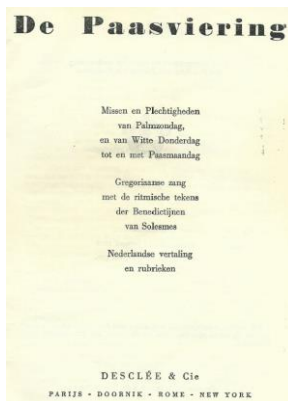 De Paasviering
Missen en Plechtigheden
van Palmzondag,
en van Witte Donderdag
tot en met Paasmaandag
Gregoriaanse zang
met de ritmische tekens
der Benedictijnen
van Solesmes
Nederlandse vertaling
en rubrieken
DESCLÉE & Cie
PARIJS - DOORNIK - ROME - NEW YORK